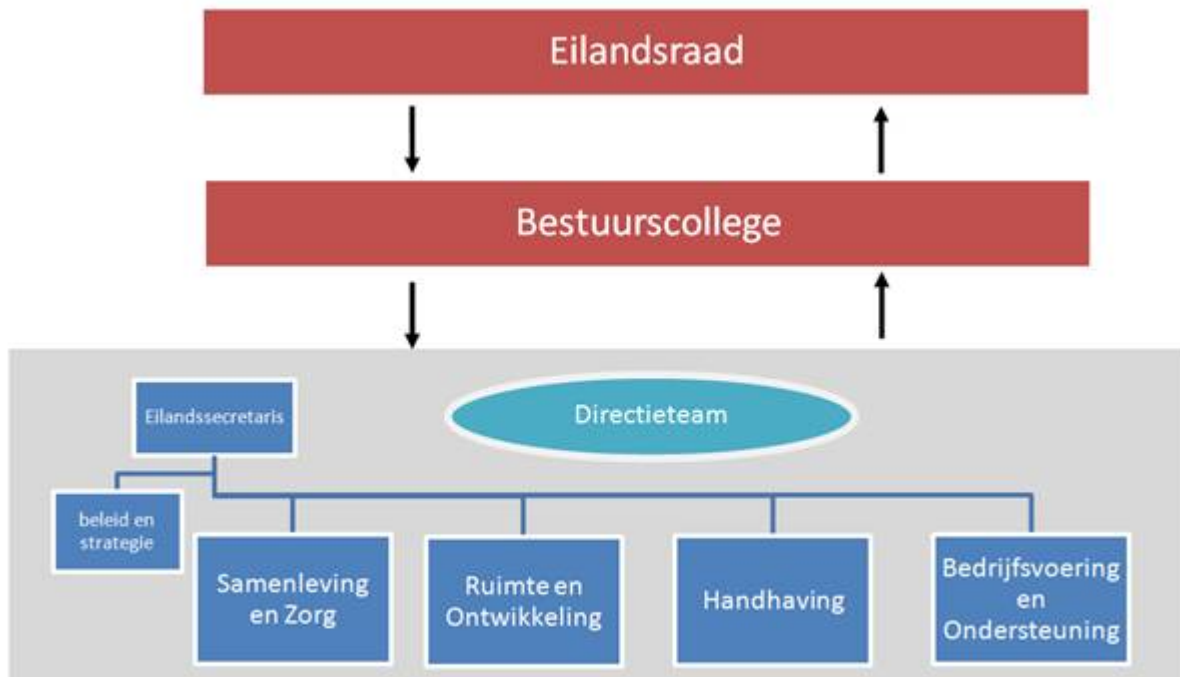 Eilandsraad
Bestuurscollege
Eilandssecretaris
Directieteam
beleid en
strategie
Samenleving
en Zorg
Ruimte en
Ontwikkeling
Handhaving
Bedrijfsvoering
en
Ondersteuning